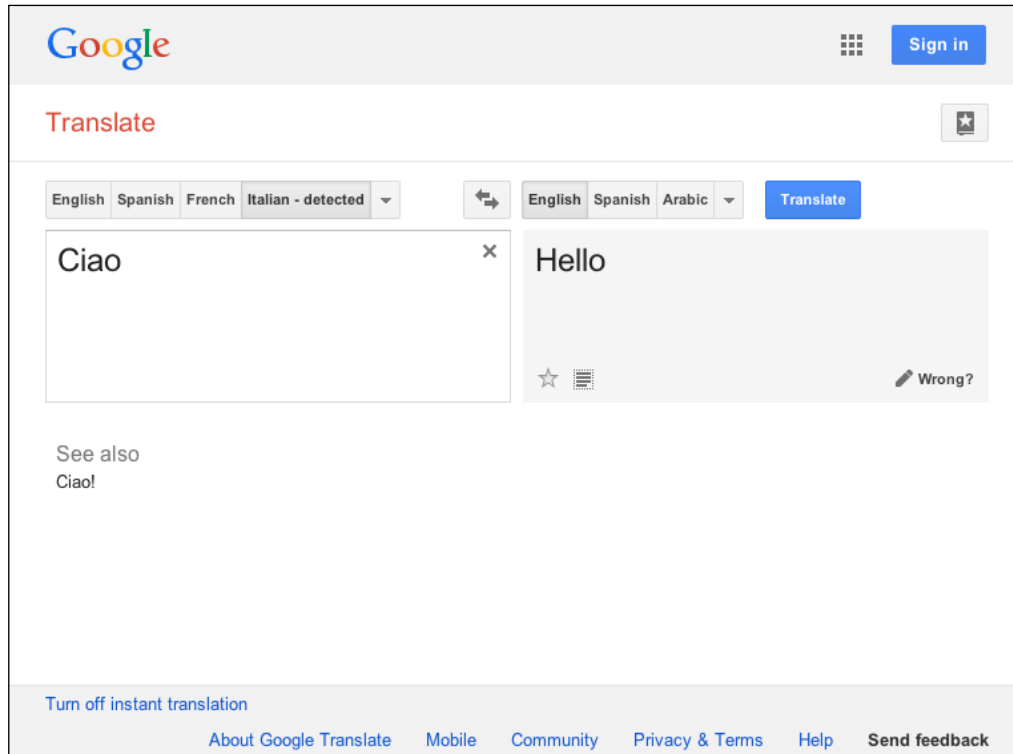 Google Sign in
Translate
English Spanish French Italian - detected English Spanish Arabic Translate
Ciao Hello
Wrong?
See also
Ciao!
Turn off instant translation
About Google Translate Mobile Community Privacy & Terms Help Send feedback